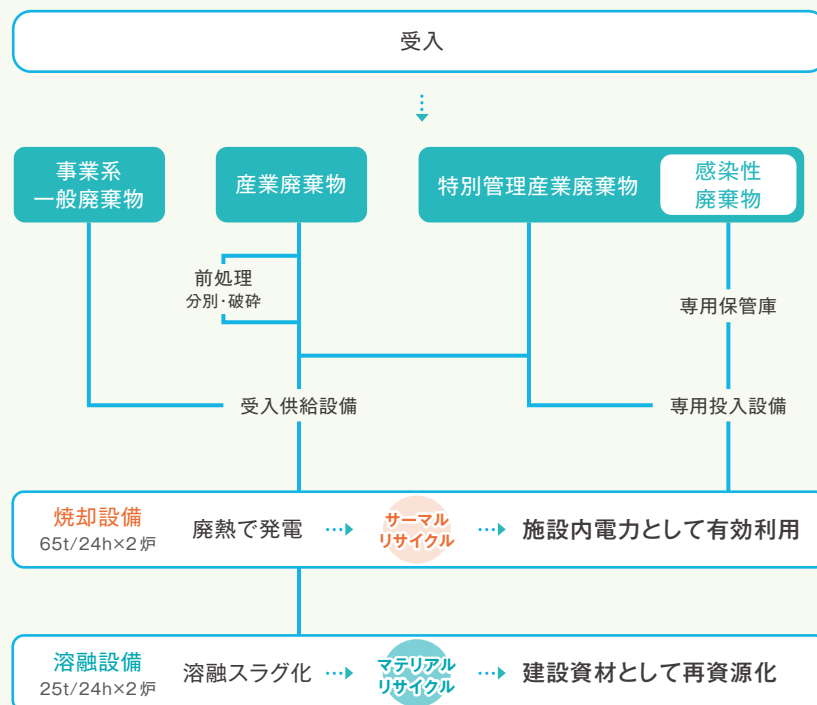 受入
事業系
一般廃棄物
産業廃棄物
特別管理産業廃棄物
感染性
廃棄物
前処理
分別・破砕
専用保管庫
受入供給設備
専用投入設備
焼却設備
65t/24h×2炉
廃熱で発電
サーマル
リサイクル
施設内電力として有効利用
溶融設備
25t/24h×2炉
溶融スラグ化
マテリアル
リサイクル
建設資材として再資源化